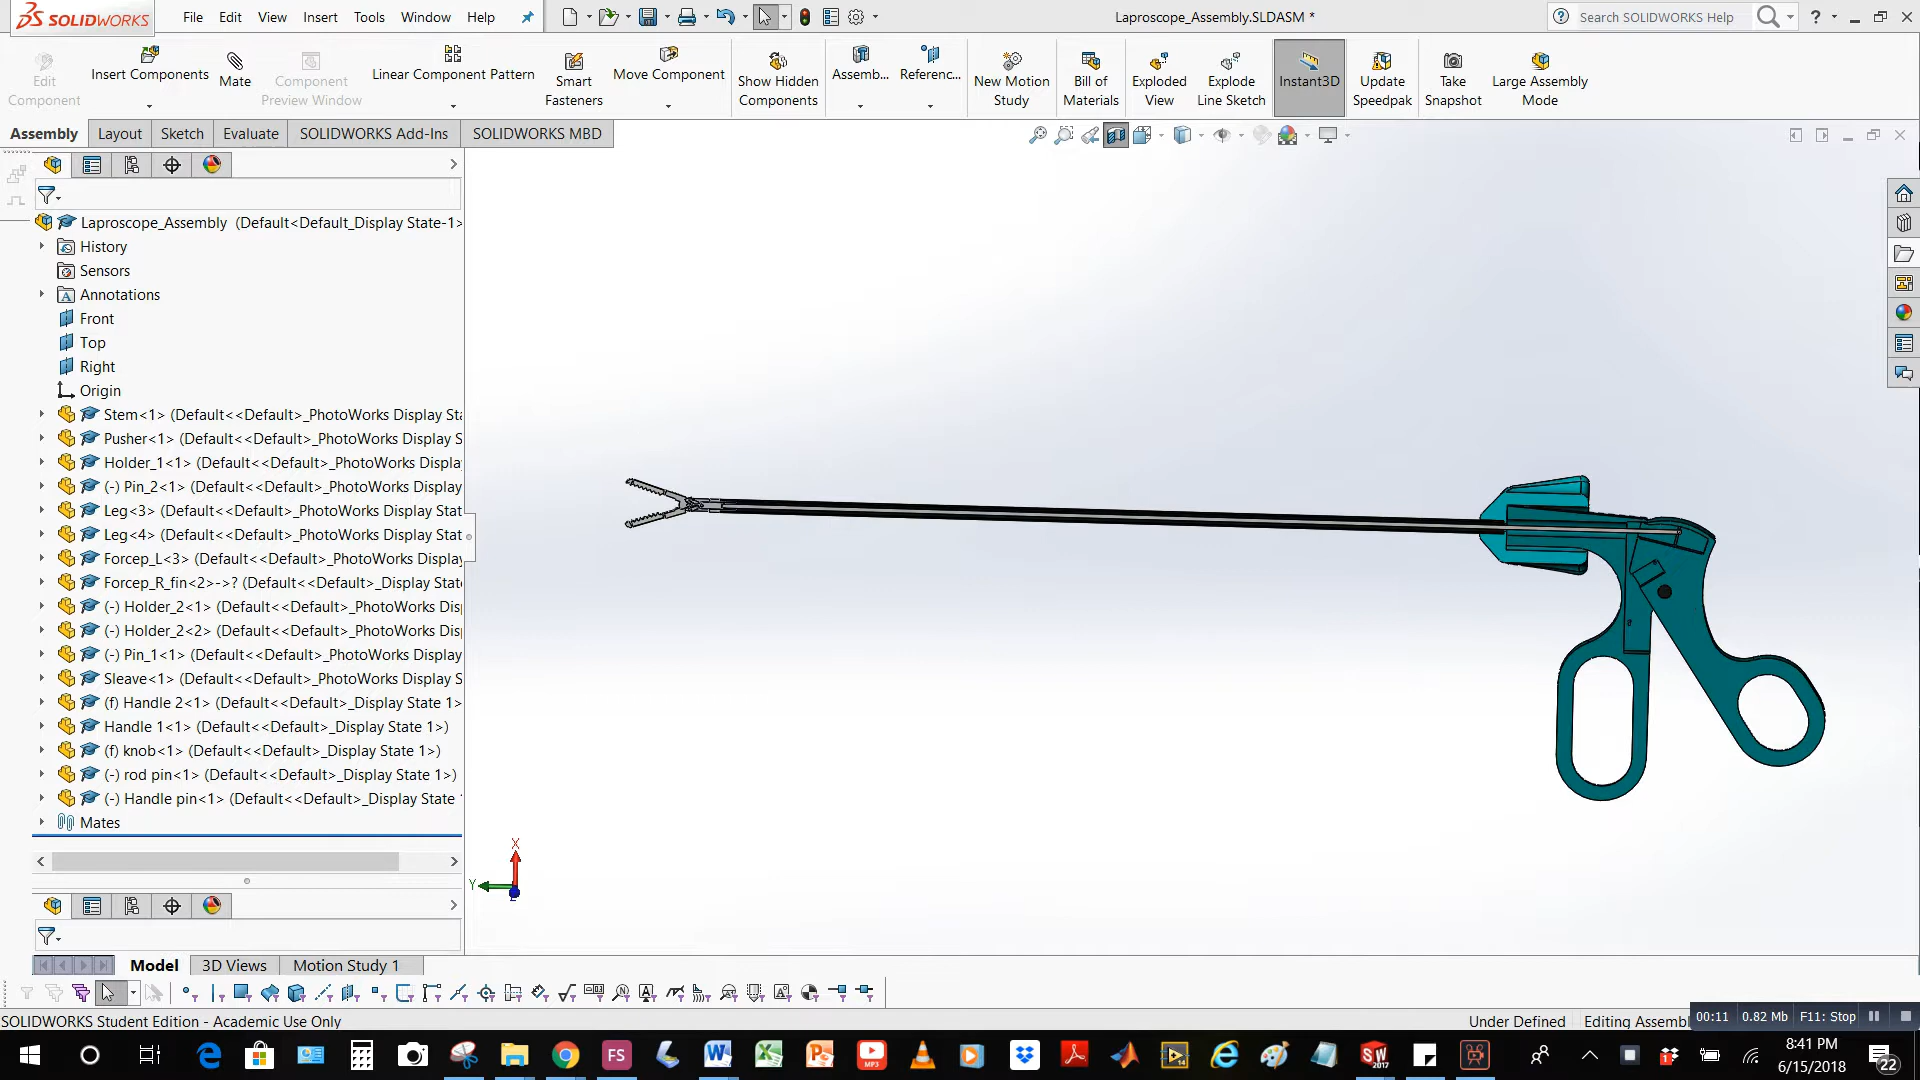 SOLIDWORKS
File Edit View Insert Tools Window Help
Laproscope_Assembly.SLDASM *
Search SOLIDWORKS Help
Edit Component
Insert Components
Mate
Component Preview Window
Linear Component Pattern
Smart Fasteners
Move Component
Show Hidden Components
Assemb...
Referenc...
New Motion Study
Bill of Materials
Exploded View
Explode Line Sketch
Instant3D
Update Speedpak
Take Snapshot
Large Assembly Mode
Assembly Layout Sketch Evaluate SOLIDWORKS Add-Ins SOLIDWORKS MBD
Laproscope_Assembly (Default<Default_Display State-1>
History
Sensors
Annotations
Front
Top
Right
Origin
Stem<1> (Default<<Default>_PhotoWorks Display Sta
Pusher<1> (Default<<Default>_PhotoWorks Display S
Holder_1<1> (Default<<Default>_PhotoWorks Displa
(-) Pin_2<1> (Default<<Default>_PhotoWorks Display
Leg<3> (Default<<Default>_PhotoWorks Display Stat
Leg<4> (Default<<Default>_PhotoWorks Display Stat
Forcep_L<3> (Default<<Default>_PhotoWorks Display
Forcep_R_fin<2>->? (Default<<Default>_Display State
(-) Holder_2<1> (Default<<Default>_PhotoWorks Disp
(-) Holder_2<2> (Default<<Default>_PhotoWorks Disp
(-) Pin_1<1> (Default<<Default>_PhotoWorks Display
Sleave<1> (Default<<Default>_PhotoWorks Display S
(f) Handle 2<1> (Default<<Default>_Display State 1>
Handle 1<1> (Default<<Default>_Display State 1>)
(f) knob<1> (Default<<Default>_Display State 1>)
(-) rod pin<1> (Default<<Default>_Display State 1>)
(-) Handle pin<1> (Default<<Default>_Display State 1
Mates
X
Y
Z
Model 3D Views Motion Study 1
SOLIDWORKS Student Edition - Academic Use Only
Under Defined Editing Assembl
00:11 0.82 Mb F11: Stop
8:41 PM
6/15/2018
22